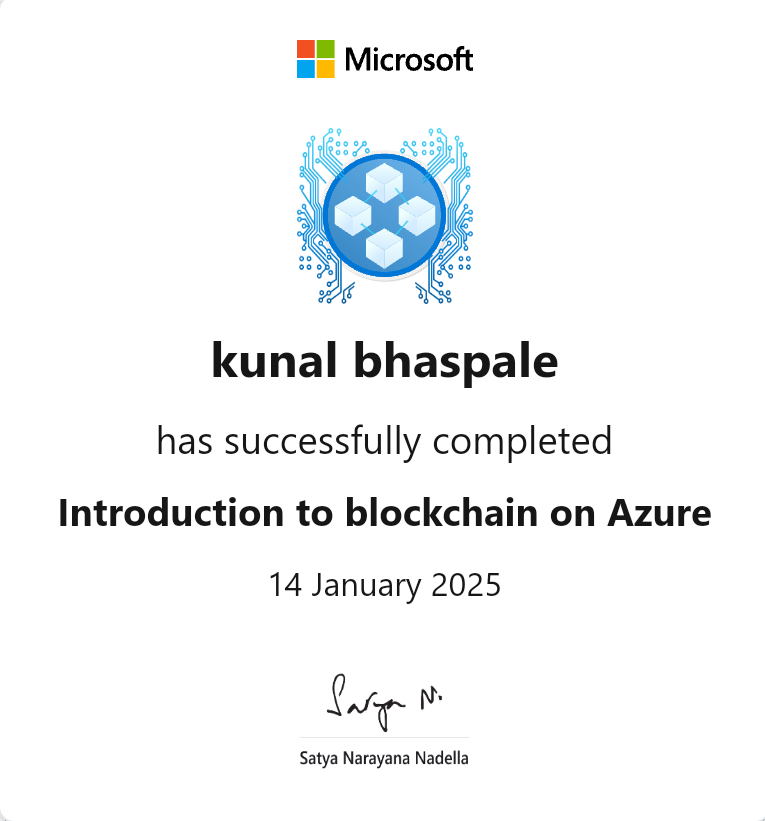 Microsoft
kunal bhaspale
has successfully completed
Introduction to blockchain on Azure
14 January 2025
Satya N.
Satya Narayana Nadella